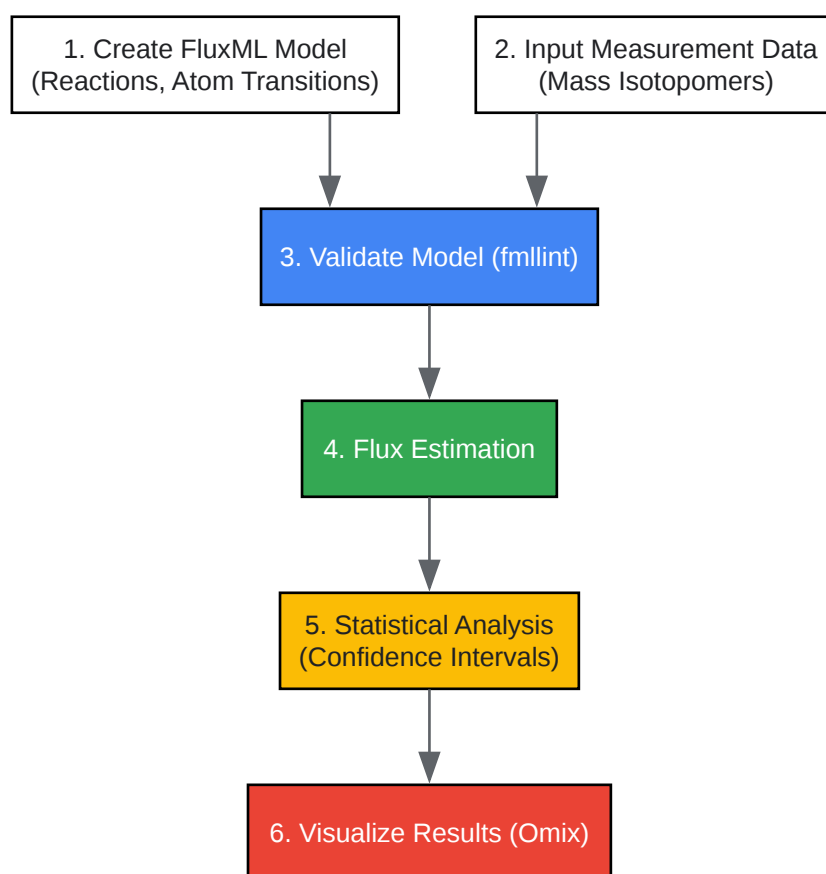 1. Create FluxML Model
(Reactions, Atom Transitions)
2. Input Measurement Data
(Mass Isotopomers)
3. Validate Model (fmllint)
4. Flux Estimation
5. Statistical Analysis
(Confidence Intervals)
6. Visualize Results (Omix)